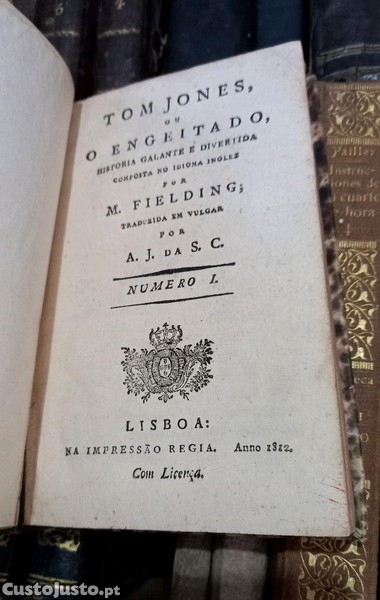 TOM JONES,
OU
O ENGEITADO,
HISTORIA GALANTE E DIVERTIDA
COMPOSTA NO IDIOMA INGLEZ
POR
M. FIELDING;
TRADUZIDA EM VULGAR
POR
A. J. DA S. C.
NUMERO I.
LISBOA:
NA IMPRESSÃO REGIA. Anno 1812.
Com Licença.
Custojusto.pt